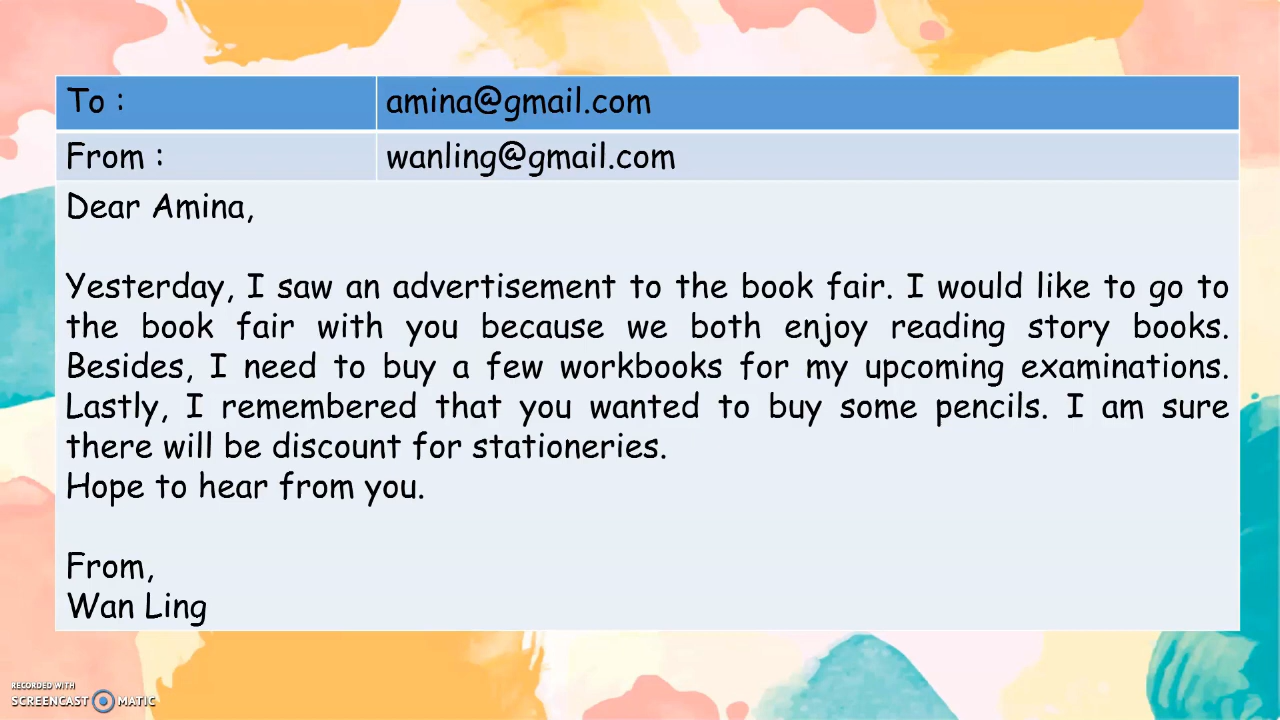 To : amina@gmail.com
From : wanling@gmail.com
Dear Amina,
Yesterday, I saw an advertisement to the book fair. I would like to go to
the book fair with you because we both enjoy reading story books.
Besides, I need to buy a few workbooks for my upcoming examinations.
Lastly, I remembered that you wanted to buy some pencils. I am sure
there will be discount for stationeries.
Hope to hear from you.
From,
Wan Ling
RECORDED WITH
SCREENCAST MATIC